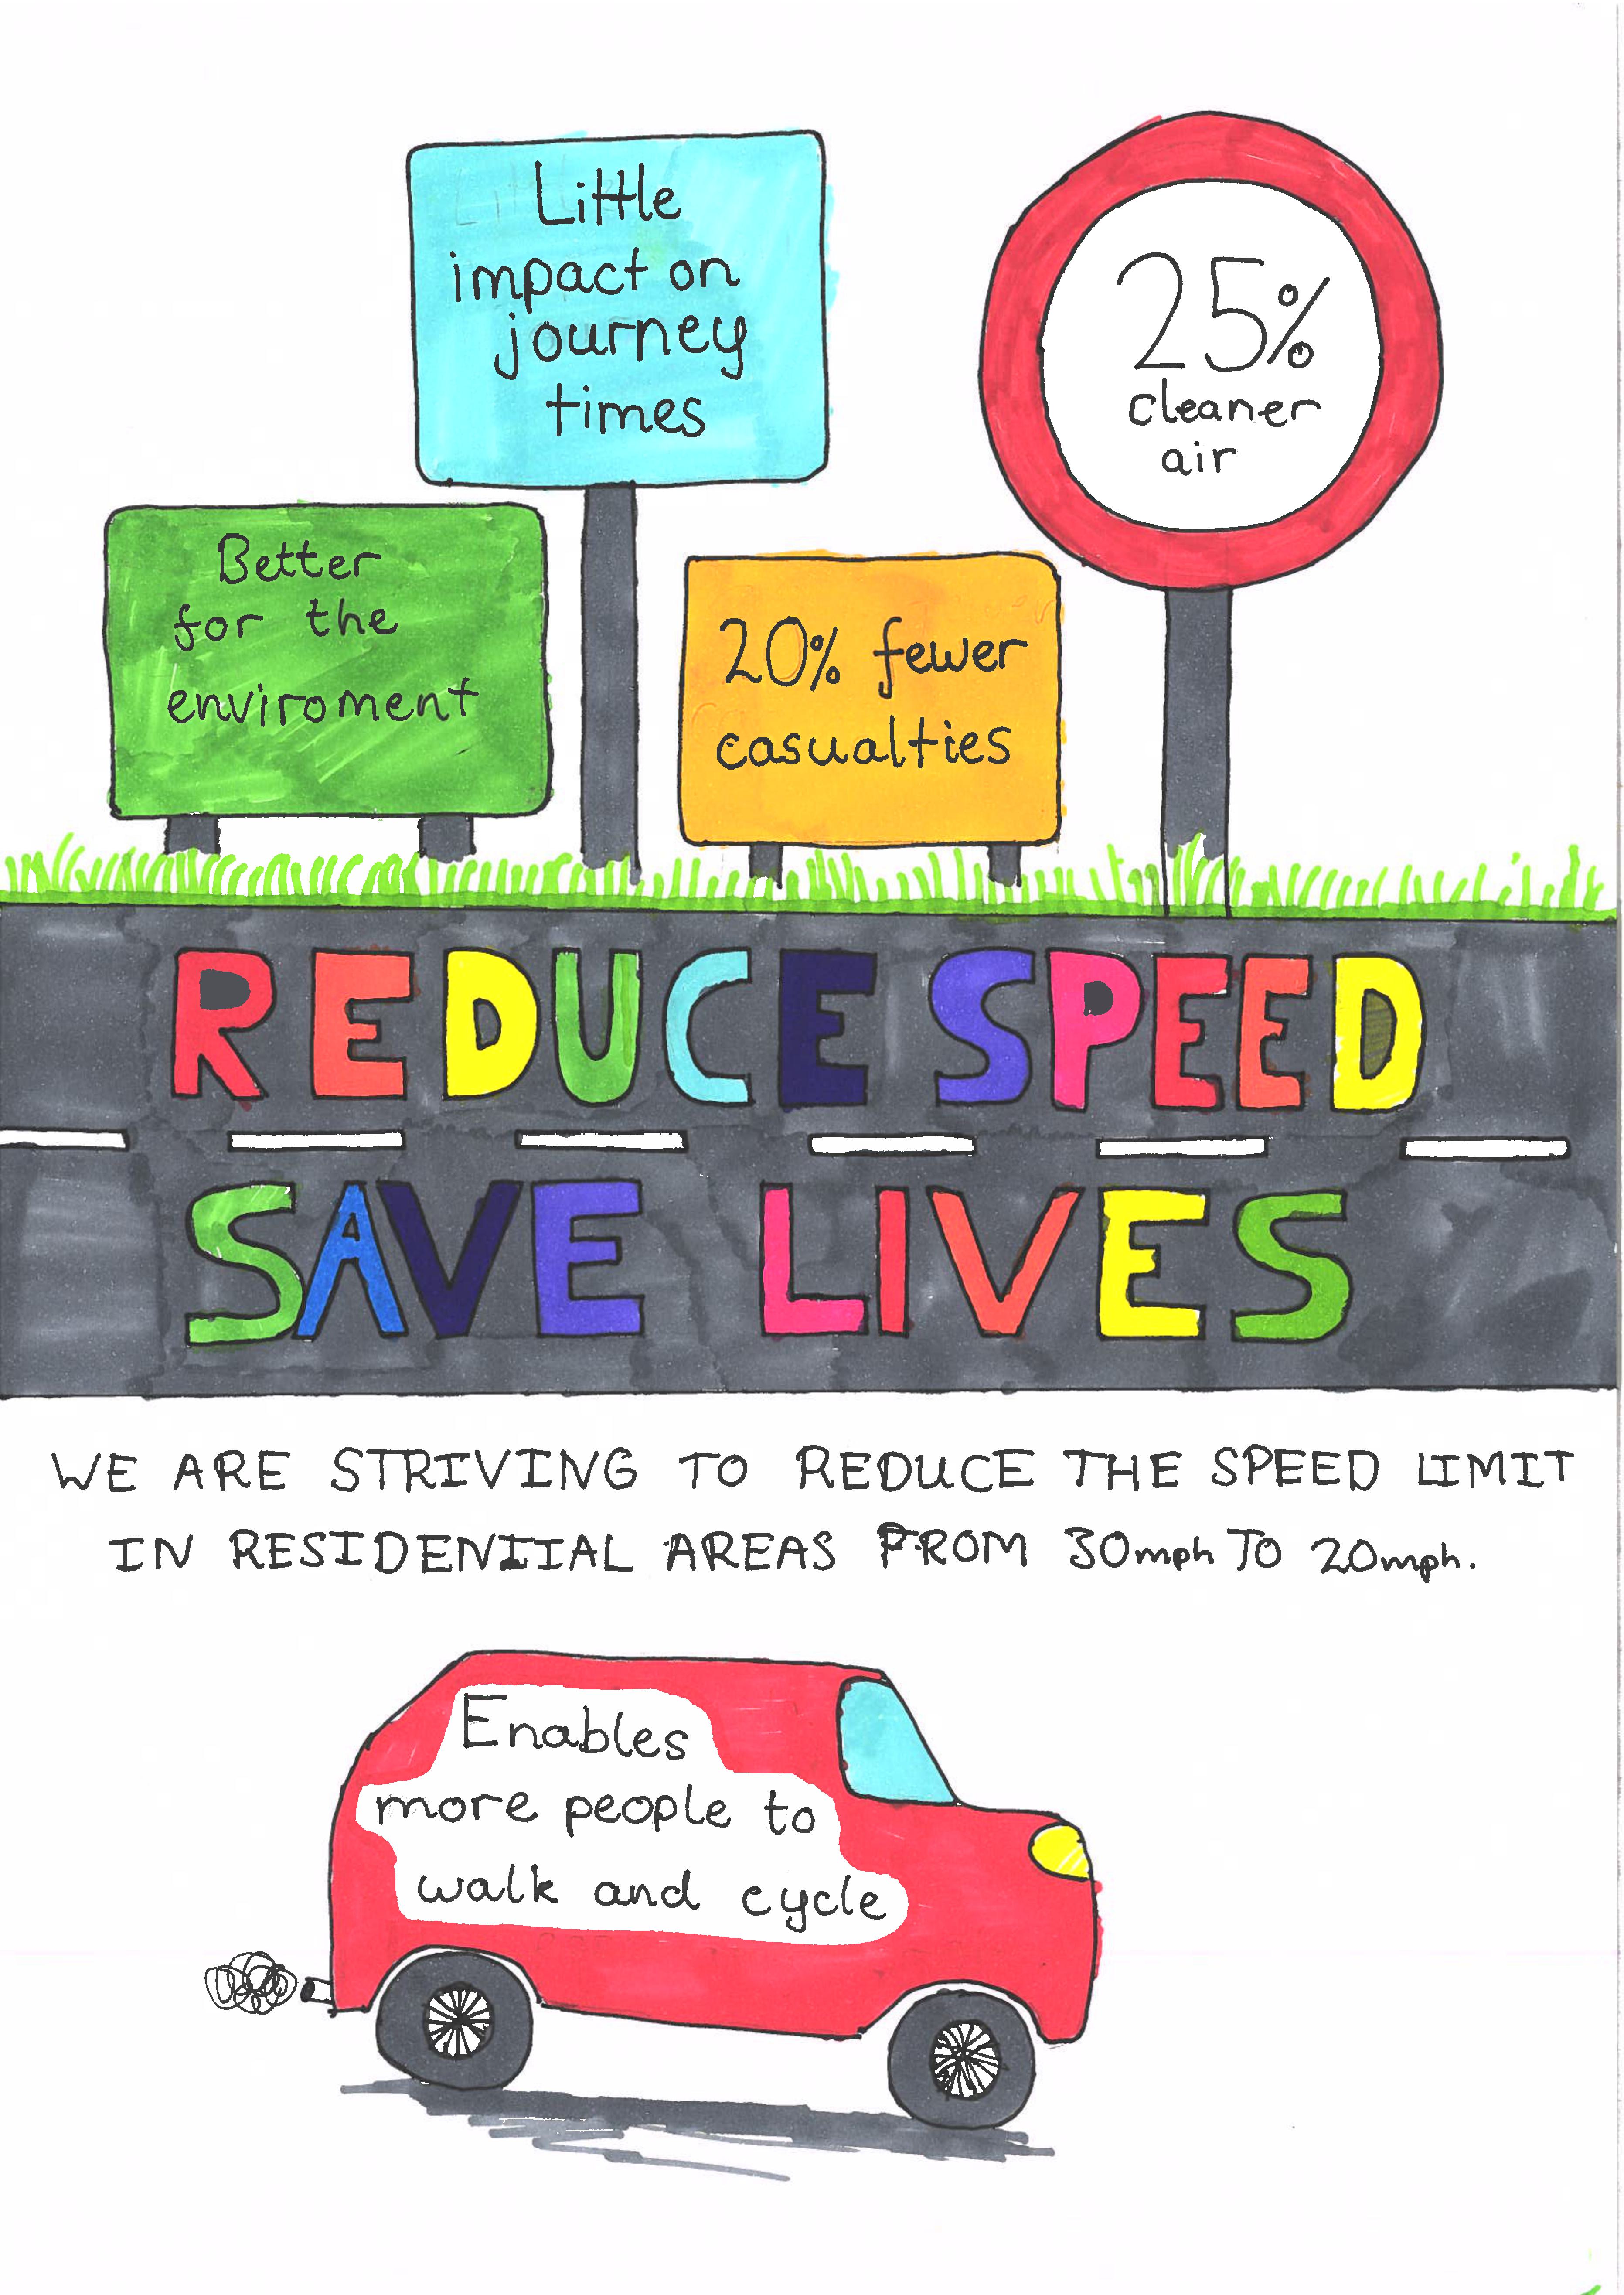 Little
impact on
journey
times
25%
cleaner
air
Better
for the
enviroment
20% fewer
casualties
REDUCE SPEED
SAVE LIVES
WE ARE STRIVING TO REDUCE THE SPEED LIMIT
IN RESIDENTIAL AREAS FROM 30mph TO 20mph.
Enables
more people to
walk and cycle